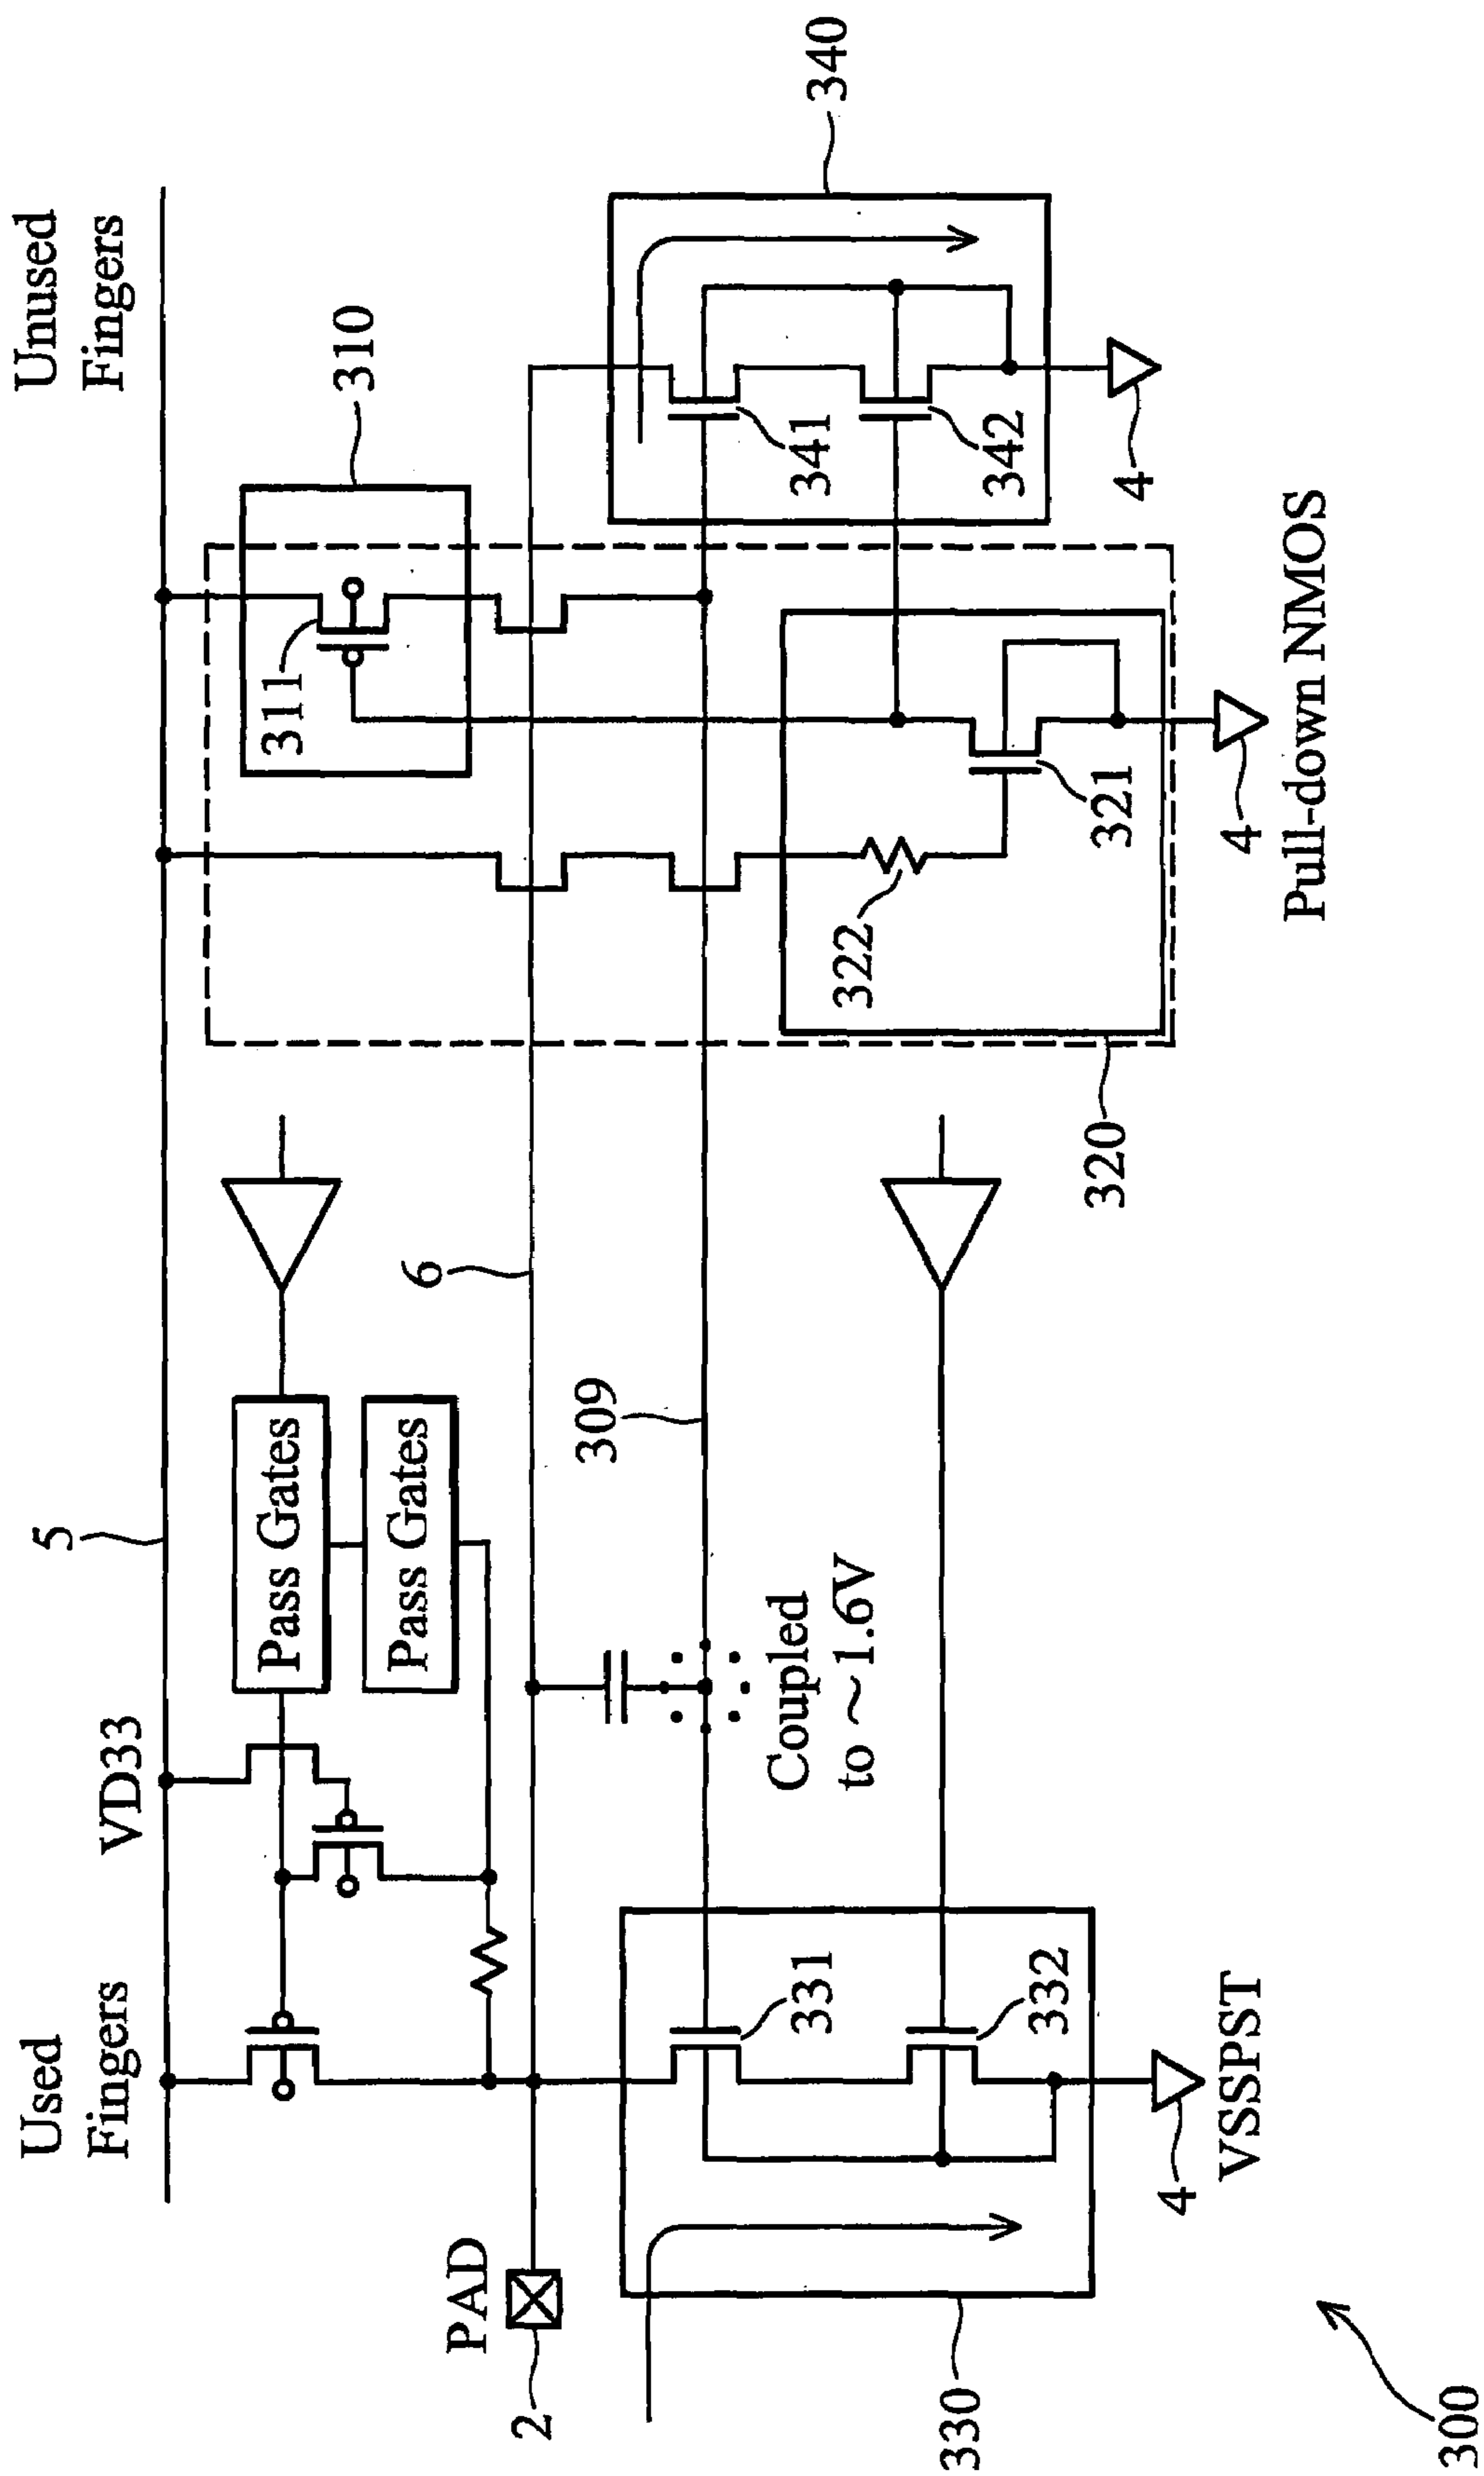 Used
Fingers
VD33
5
Unused
Fingers
Pass Gates
Pass Gates
311
310
PAD
2
6
309
Coupled
to ~1.6V
331
332
330
4
VSSPST
322
321
320
4
Pull-down NMOS
341
342
340
4
300